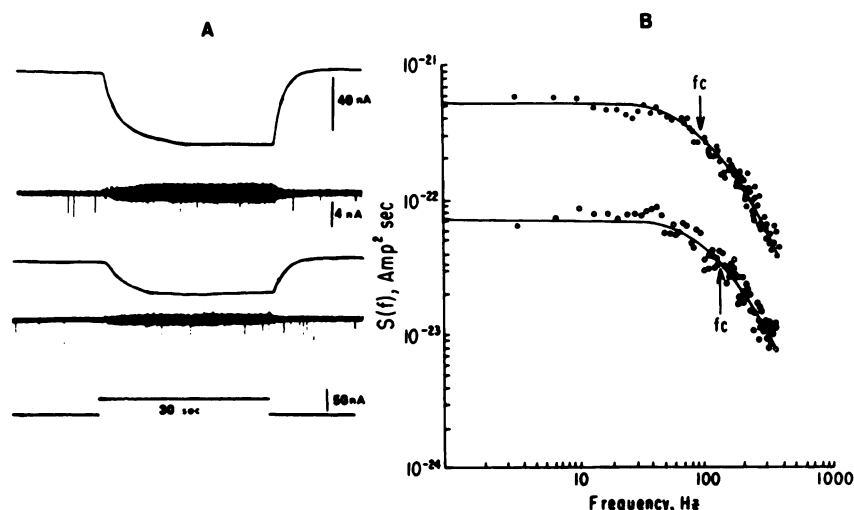 A
40 nA
4 nA
50 nA
30 sec
B
S(f), Amp² sec
10⁻²¹
10⁻²²
10⁻²³
10⁻²⁴
fc
fc
10
100
1000
Frequency, Hz